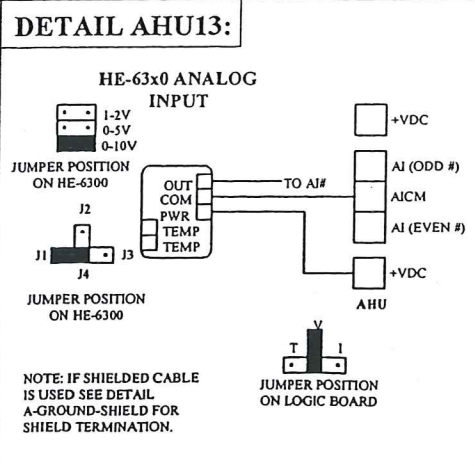 DETAIL AHU13:
HE-63x0 ANALOG
INPUT
1-2V
0-5V
0-10V
JUMPER POSITION
ON HE-6300
J2
J1
J3
J4
JUMPER POSITION
ON HE-6300
OUT
COM
PWR
TEMP
TEMP
TO AI#
+VDC
AI (ODD #)
AICM
AI (EVEN #)
+VDC
AHU
V
T
I
JUMPER POSITION
ON LOGIC BOARD
NOTE: IF SHIELDED CABLE
IS USED SEE DETAIL
A-GROUND-SHIELD FOR
SHIELD TERMINATION.